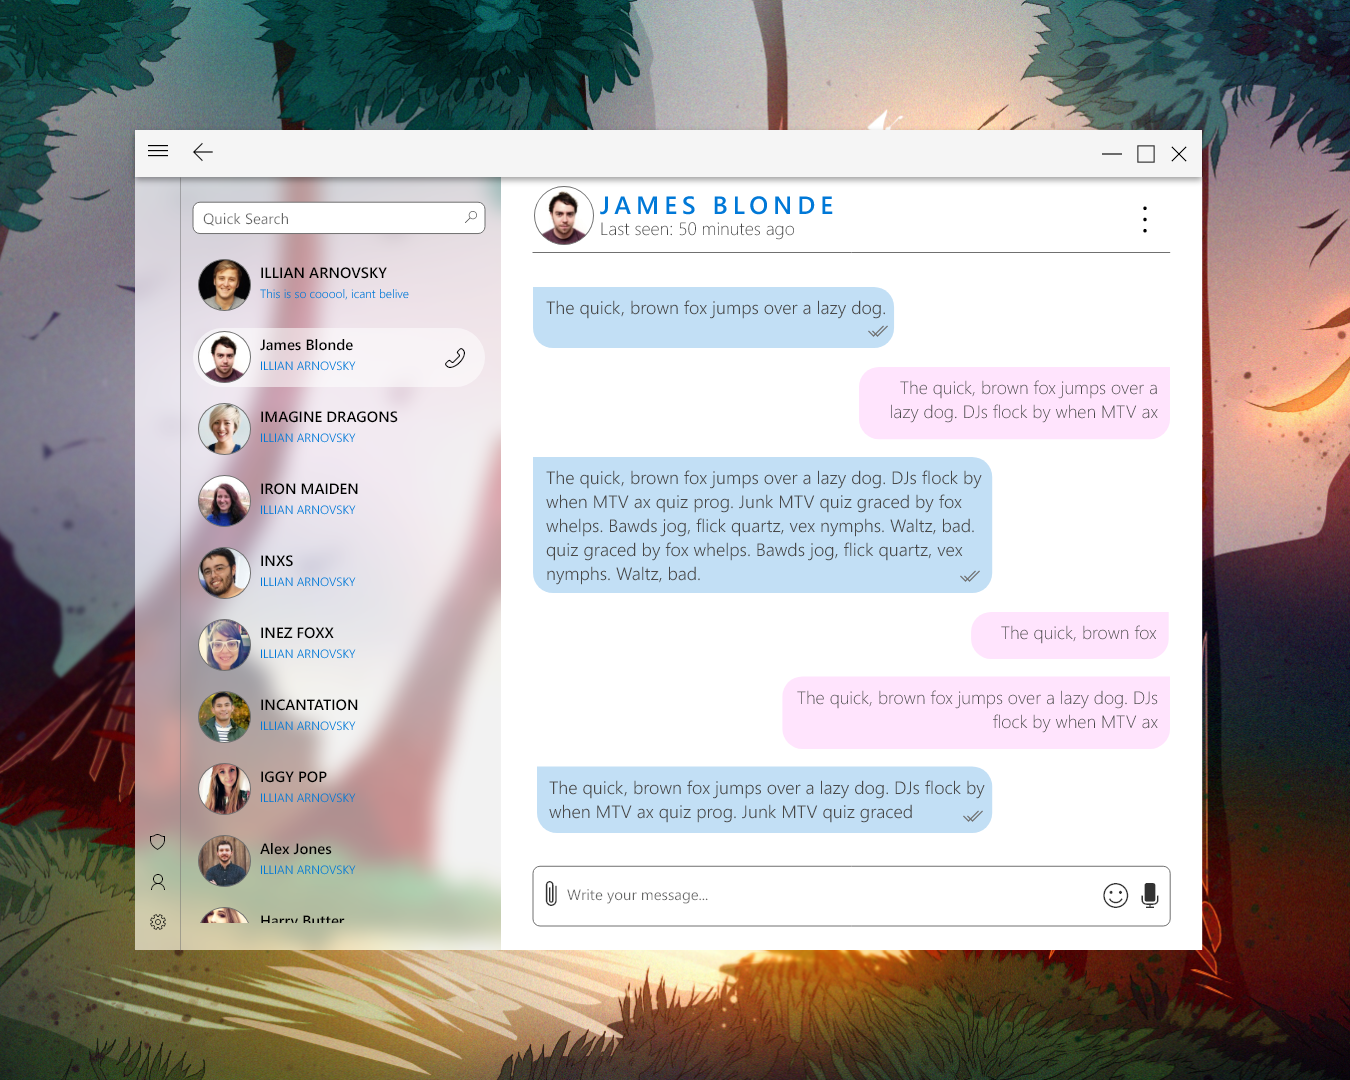 Quick Search
ILLIAN ARNOVSKY
This is so cooool, icant belive
James Blonde
ILLIAN ARNOVSKY
IMAGINE DRAGONS
ILLIAN ARNOVSKY
IRON MAIDEN
ILLIAN ARNOVSKY
INXS
ILLIAN ARNOVSKY
INEZ FOXX
ILLIAN ARNOVSKY
INCANTATION
ILLIAN ARNOVSKY
IGGY POP
ILLIAN ARNOVSKY
Alex Jones
ILLIAN ARNOVSKY
Harry Butter
JAMES BLONDE
Last seen: 50 minutes ago
The quick, brown fox jumps over a lazy dog.
The quick, brown fox jumps over a
lazy dog. DJs flock by when MTV ax
The quick, brown fox jumps over a lazy dog. DJs flock by
when MTV ax quiz prog. Junk MTV quiz graced by fox
whelps. Bawds jog, flick quartz, vex nymphs. Waltz, bad.
quiz graced by fox whelps. Bawds jog, flick quartz, vex
nymphs. Waltz, bad.
The quick, brown fox
The quick, brown fox jumps over a lazy dog. DJs
flock by when MTV ax
The quick, brown fox jumps over a lazy dog. DJs flock by
when MTV ax quiz prog. Junk MTV quiz graced
Write your message...